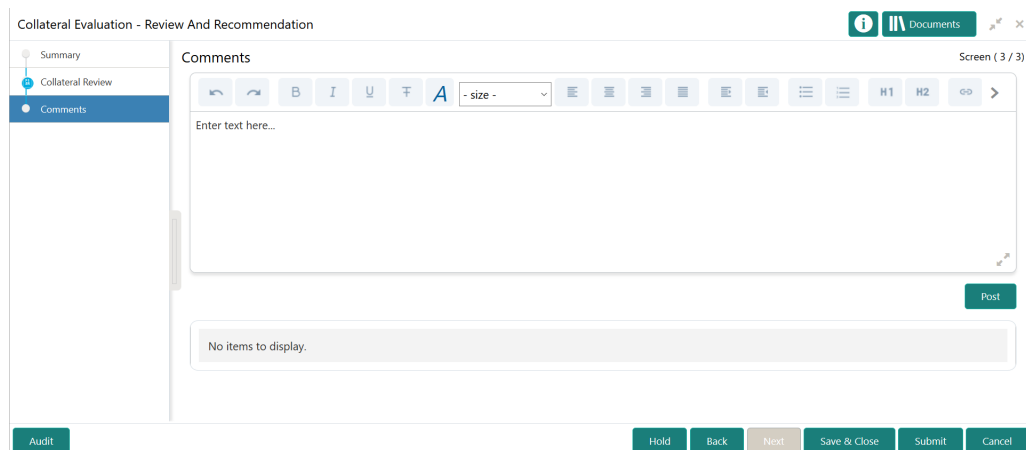 Collateral Evaluation - Review And Recommendation
i
Documents
Summary
Collateral Review
Comments
Comments
Screen ( 3 / 3)
B I U T A - size - H1 H2
Enter text here...
Post
No items to display.
Audit
Hold Back Next Save & Close Submit Cancel